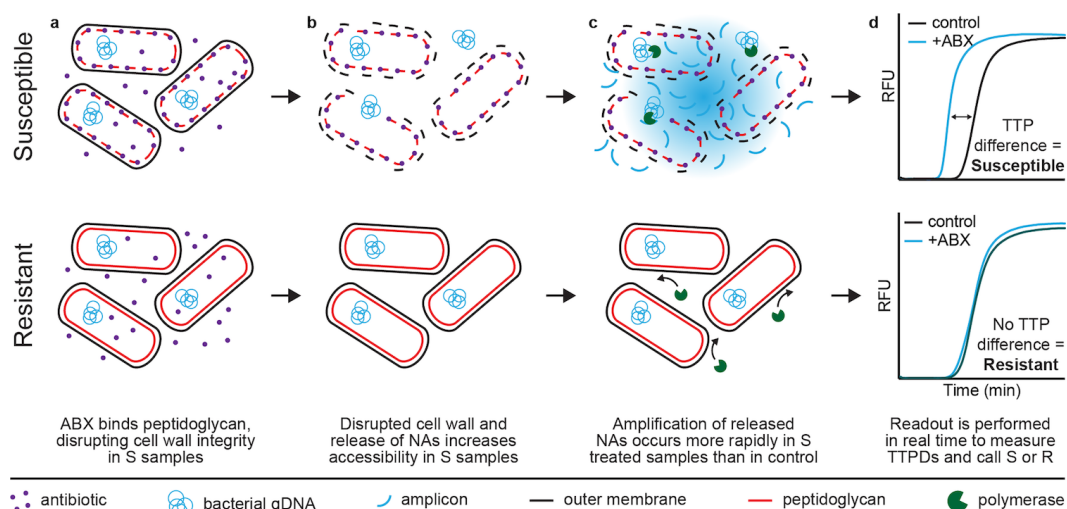 a
b
c
d
Susceptible
control
+ABX
RFU
TTP
difference =
Susceptible
Resistant
control
+ABX
RFU
No TTP
difference =
Resistant
Time (min)
ABX binds peptidoglycan,
disrupting cell wall integrity
in S samples
Disrupted cell wall and
release of NAs increases
accessibility in S samples
Amplification of released
NAs occurs more rapidly in S
treated samples than in control
Readout is performed
in real time to measure
TTPDs and call S or R
antibiotic
bacterial gDNA
amplicon
outer membrane
peptidoglycan
polymerase